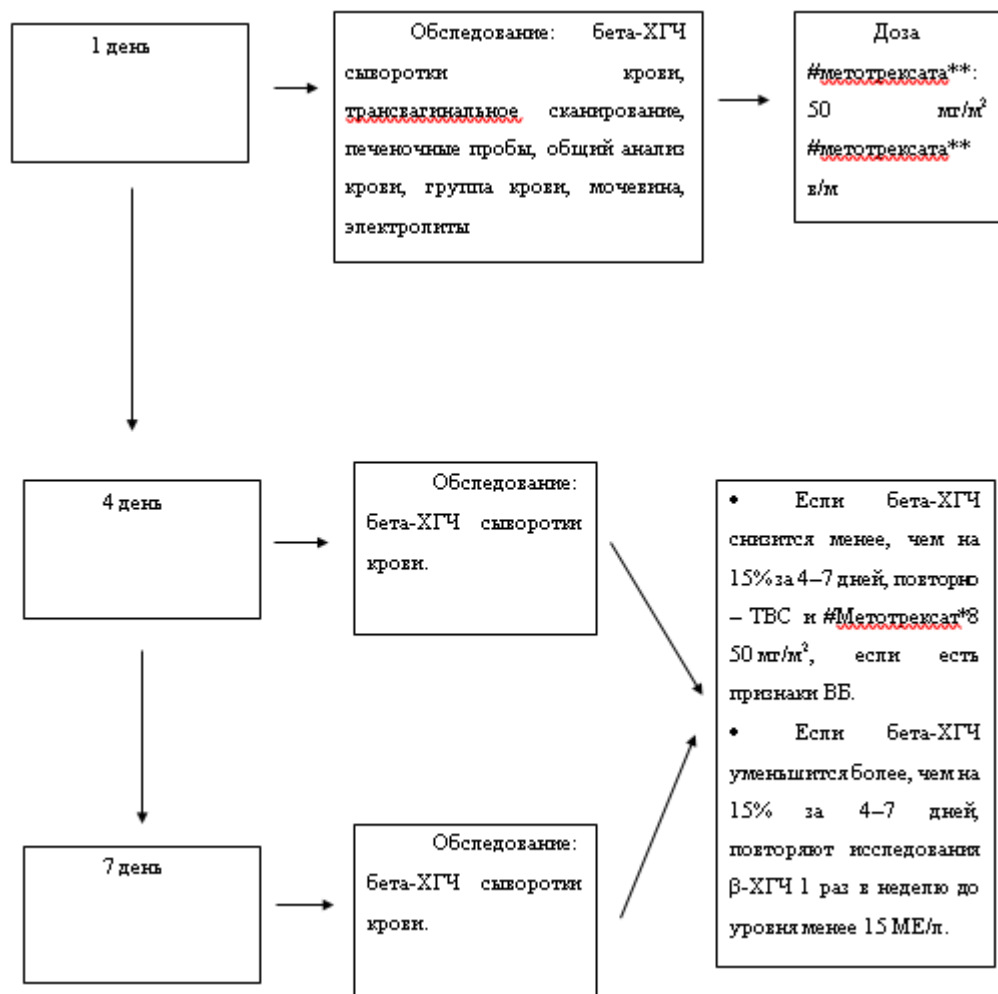 1 день
Обследование: бета-ХГЧ
сыворотки крови,
трансвагинальное сканирование,
печеночные пробы, общий анализ
крови, группа крови, мочевина,
электролиты
Доза
#метотрексата**:
50 мг/м²
#метотрексата**
в/м
4 день
Обследование:
бета-ХГЧ сыворотки
крови.
7 день
Обследование:
бета-ХГЧ сыворотки
крови.
• Если бета-ХГЧ
снизится менее, чем на
15% за 4–7 дней, повторно
– ТВС и #Метотрексат*8
50 мг/м², если есть
признаки ВБ.
• Если бета-ХГЧ
уменьшится более, чем на
15% за 4–7 дней,
повторяют исследования
β-ХГЧ 1 раз в неделю до
уровня менее 15 МЕ/л.